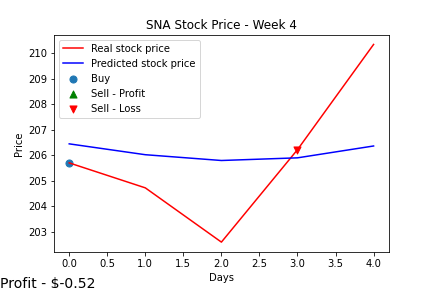 SNA Stock Price - Week 4
Real stock price
Predicted stock price
Buy
Sell - Profit
Sell - Loss
Price
210
209
208
207
206
205
204
203
0.0 0.5 1.0 1.5 2.0 2.5 3.0 3.5 4.0
Days
Profit - $-0.52